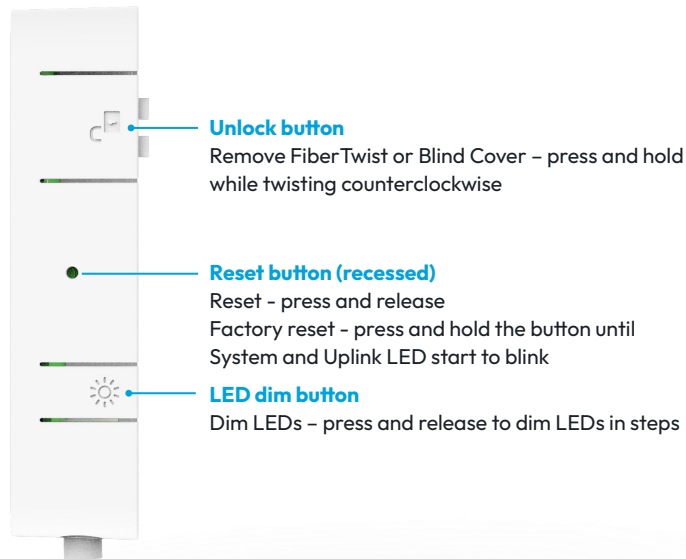 Unlock button
Remove FiberTwist or Blind Cover – press and hold
while twisting counterclockwise
Reset button (recessed)
Reset - press and release
Factory reset - press and hold the button until
System and Uplink LED start to blink
LED dim button
Dim LEDs – press and release to dim LEDs in steps